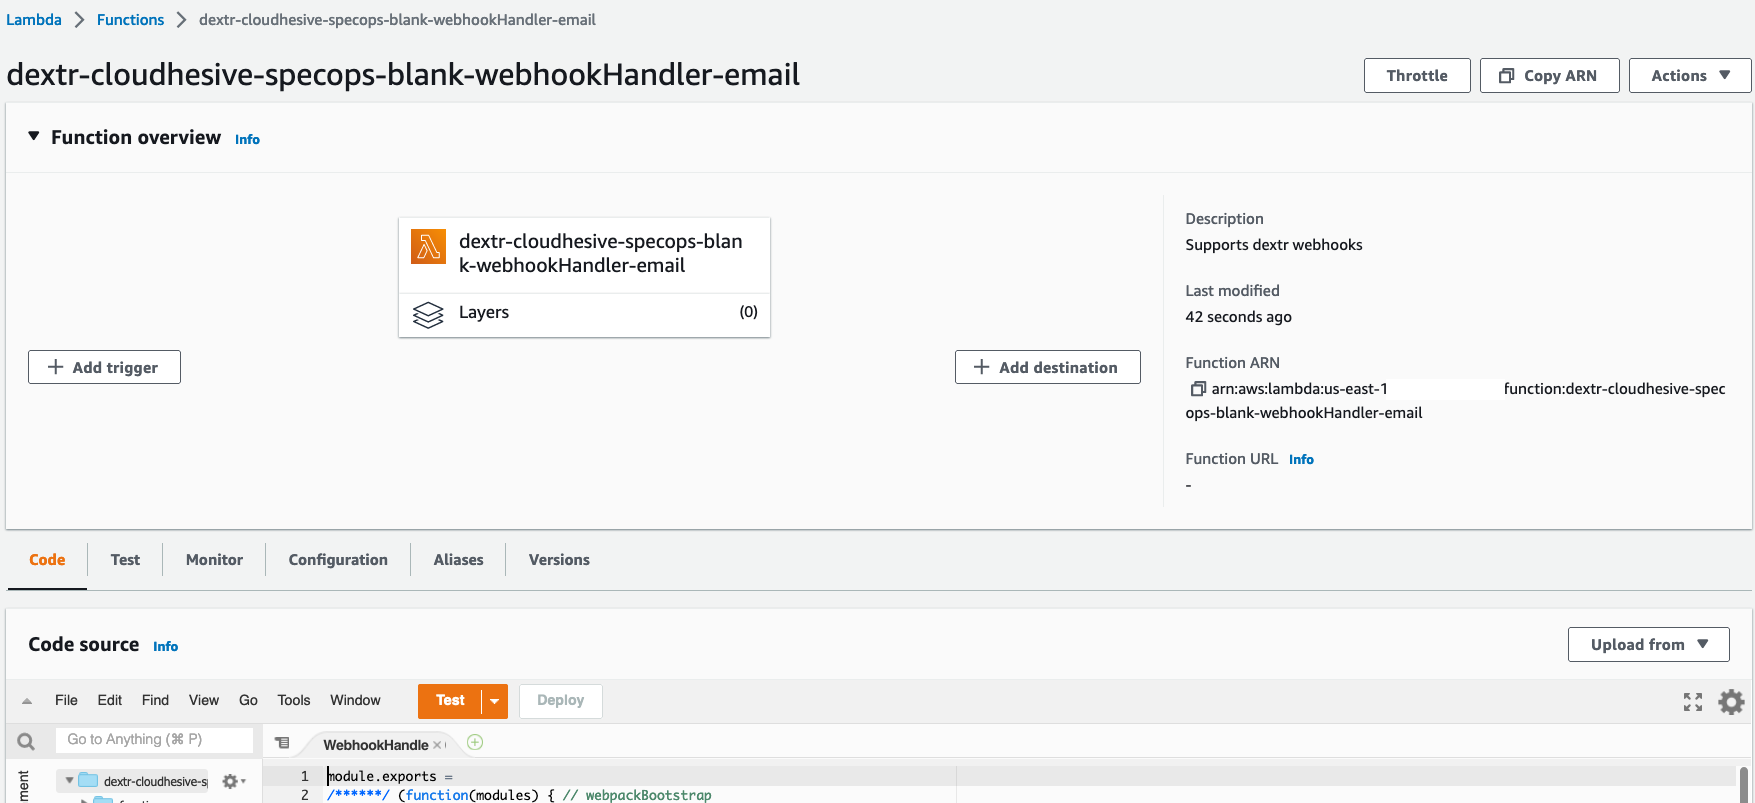 Lambda > Functions > dextr-cloudhesive-specops-blank-webhookHandler-email
dextr-cloudhesive-specops-blank-webhookHandler-email
Throttle
Copy ARN
Actions
Function overview Info
dextr-cloudhesive-specops-blan
k-webhookHandler-email
Layers (0)
Add trigger
Add destination
Description
Supports dextr webhooks
Last modified
42 seconds ago
Function ARN
arn:aws:lambda:us-east-1 function:dextr-cloudhesive-spec
ops-blank-webhookHandler-email
Function URL Info
-
Code Test Monitor Configuration Aliases Versions
Code source Info
Upload from
File Edit Find View Go Tools Window Test Deploy
Go to Anything (⌘ P)
WebhookHandle
dextr-cloudhesive-s
1 module.exports =
2 /******/ (function(modules) { // webpackBootstrap